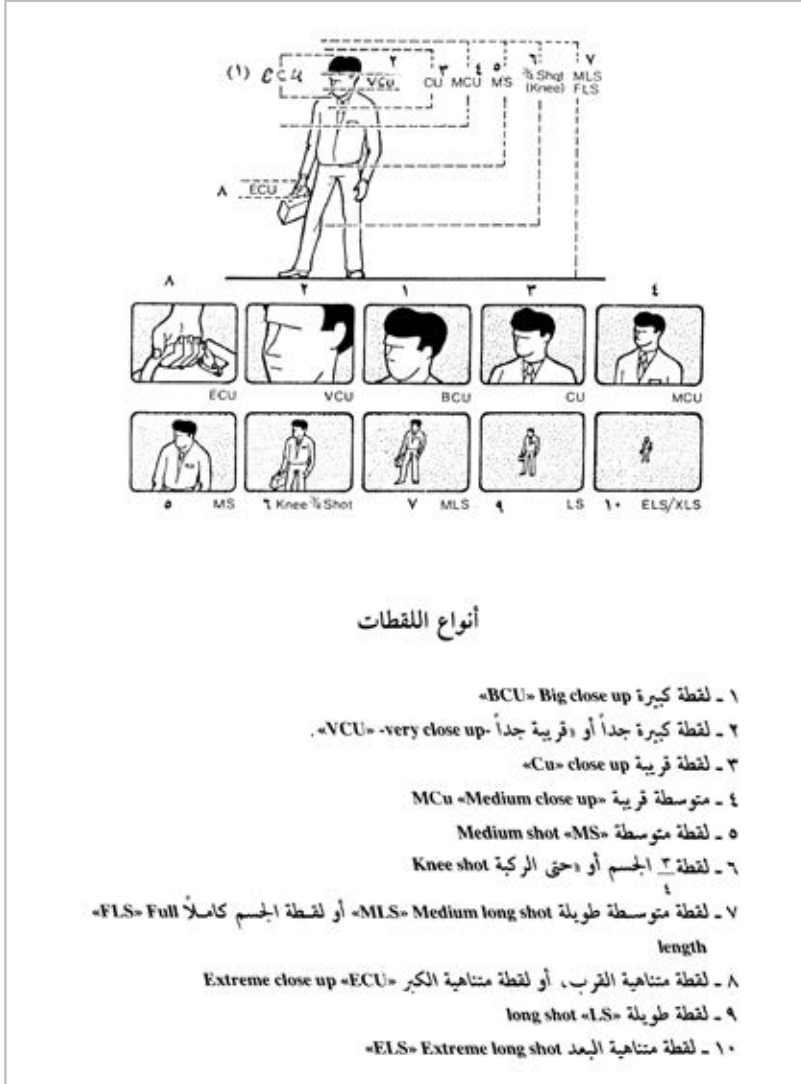 (١) CCU ٢ VCU ٣ CU ٤ MCU ٥ MS ٦ ¾ Shot (Knee) ٧ MLS FLS
٨ ECU
٨ ٢ ١ ٣ ٤
ECU VCU BCU CU MCU
٥ MS ٦ Knee ¾ Shot ٧ MLS ٩ LS ١٠ ELS/XLS
أنواع اللقطات
١ ـ لقطة كبيرة BCU» Big close up»
٢ ـ لقطة كبيرة جداً أو «قريبة جداً -VCU» -very close up».
٣ ـ لقطة قريبة Cu» close up»
٤ ـ متوسطة قريبة MCu «Medium close up»
٥ ـ لقطة متوسطة Medium shot «MS»
٦ ـ لقطة ٣/٤ الجسم أو «حتى الركبة Knee shot
٧ ـ لقطة متوسطة طويلة MLS» Medium long shot» أو لقطة الجسم كاملاً FLS» Full»
length
٨ ـ لقطة متناهية القرب، أو لقطة متناهية الكبر Extreme close up «ECU»
٩ ـ لقطة طويلة long shot «LS»
١٠ ـ لقطة متناهية البعد ELS» Extreme long shot»